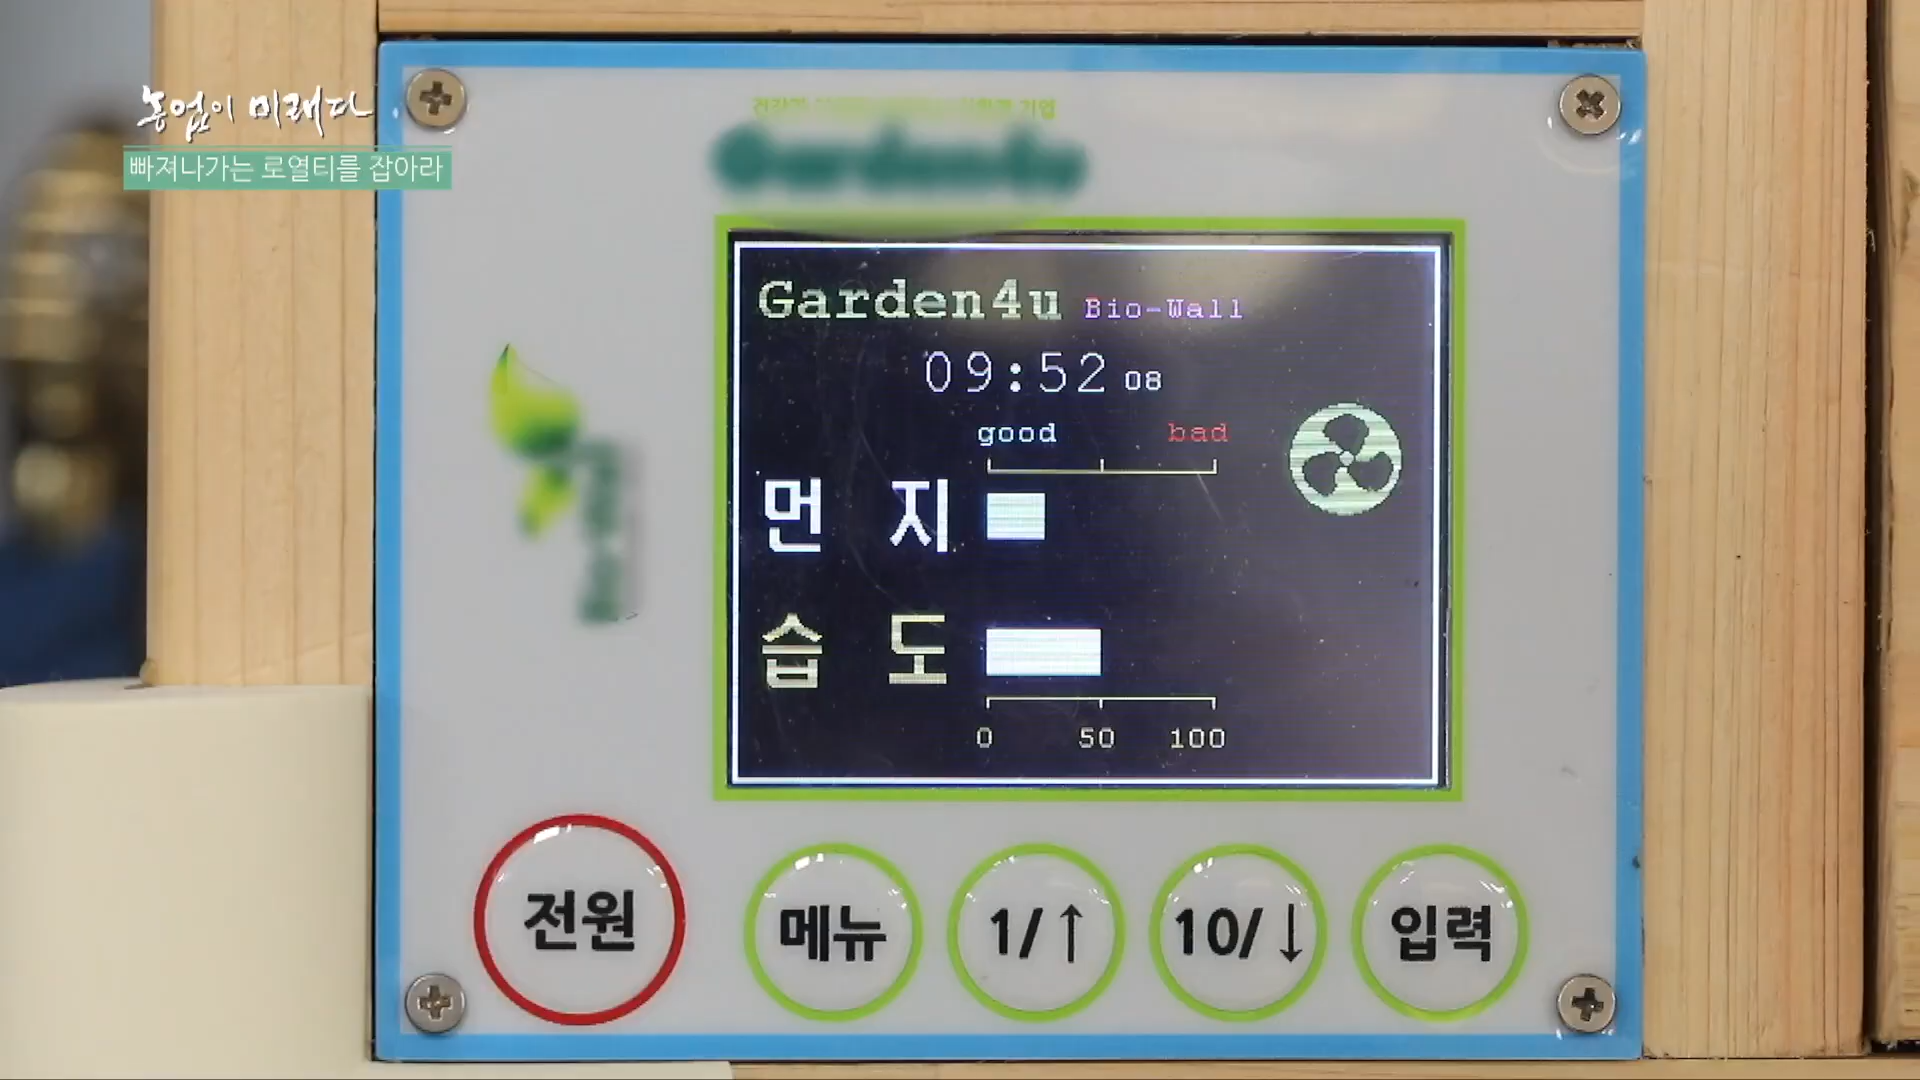 농업이 미래다
빠져나가는 로열티를 잡아라
Garden4u Bio-Wall
09:52 08
good bad
먼 지
습 도
0 50 100
전원
메뉴
1/↑
10/↓
입력